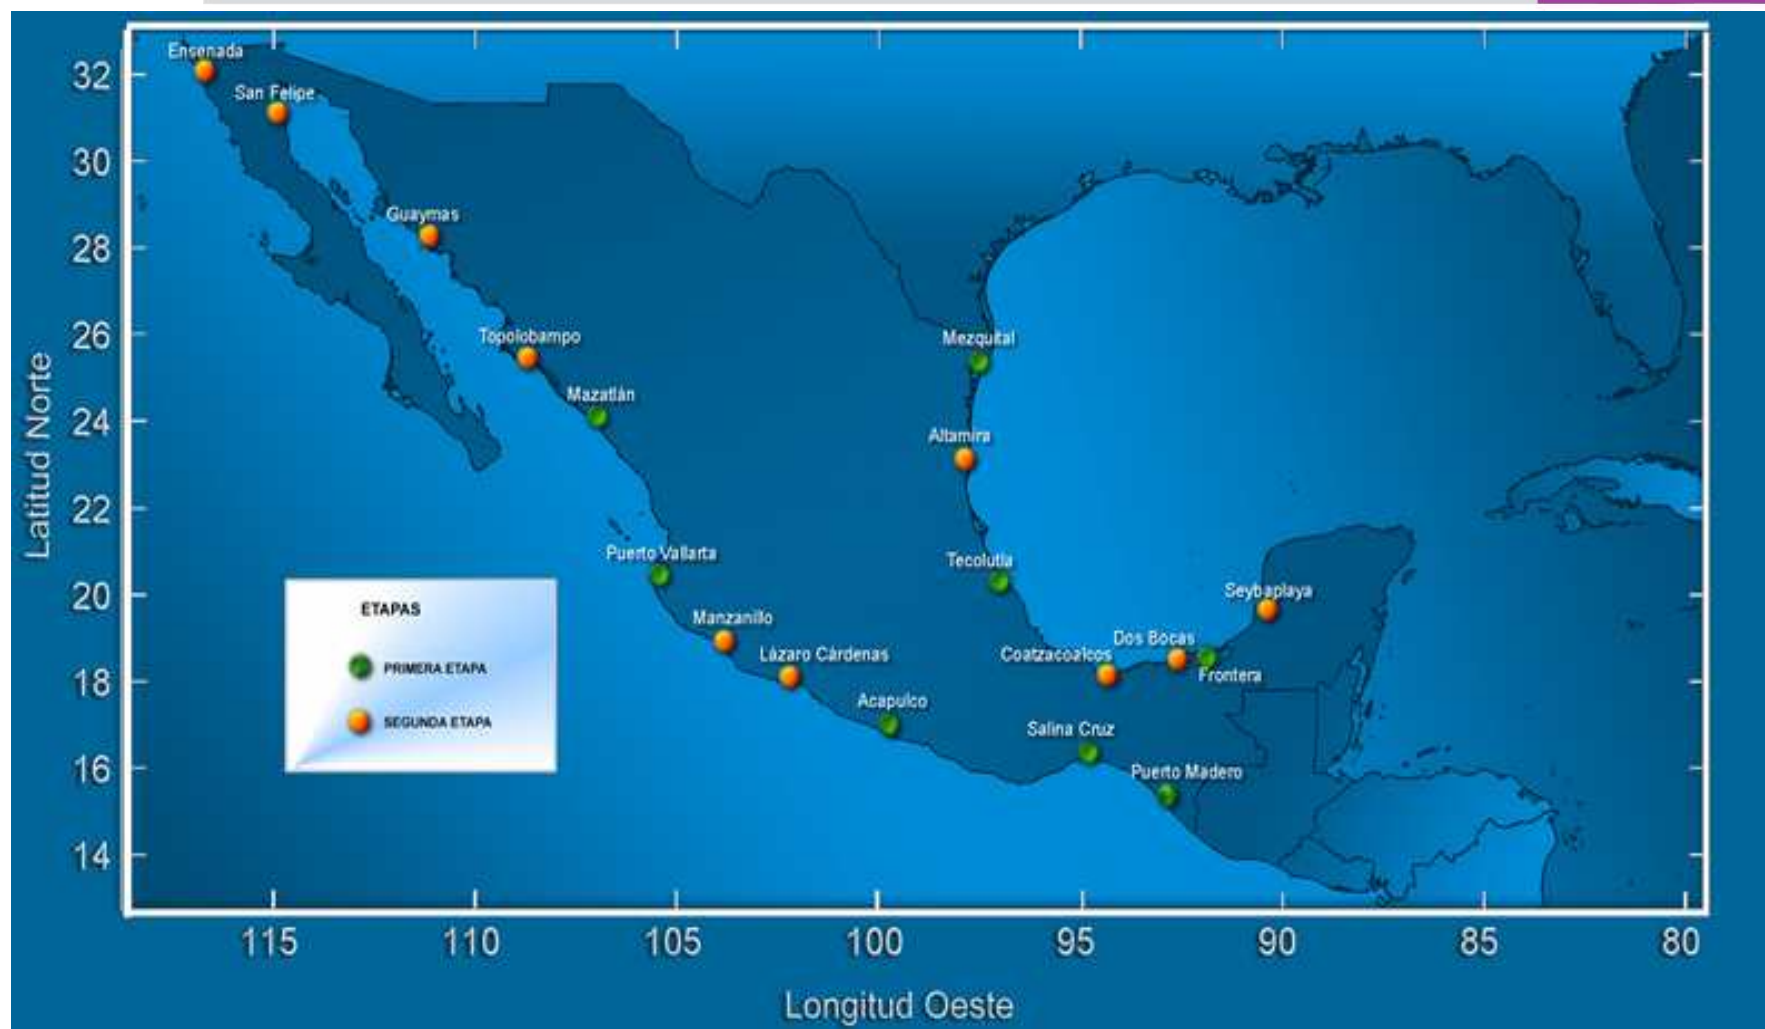 Ensenada
32
San Felipe
30
Guaymas
28
Topolobampo
26
Mezquital
Mazatlán
24
Altamira
22
Puerto Vallarta
Tecolutla
20
Seybaplaya
ETAPAS
Manzanillo
Dos Bocas
Lázaro Cárdenas
Coatzacoalcos
PRIMERA ETAPA
Frontera
18
Acapulco
SEGUNDA ETAPA
Salina Cruz
16
Puerto Madero
14
Latitud Norte
115
110
105
100
95
90
85
80
Longitud Oeste